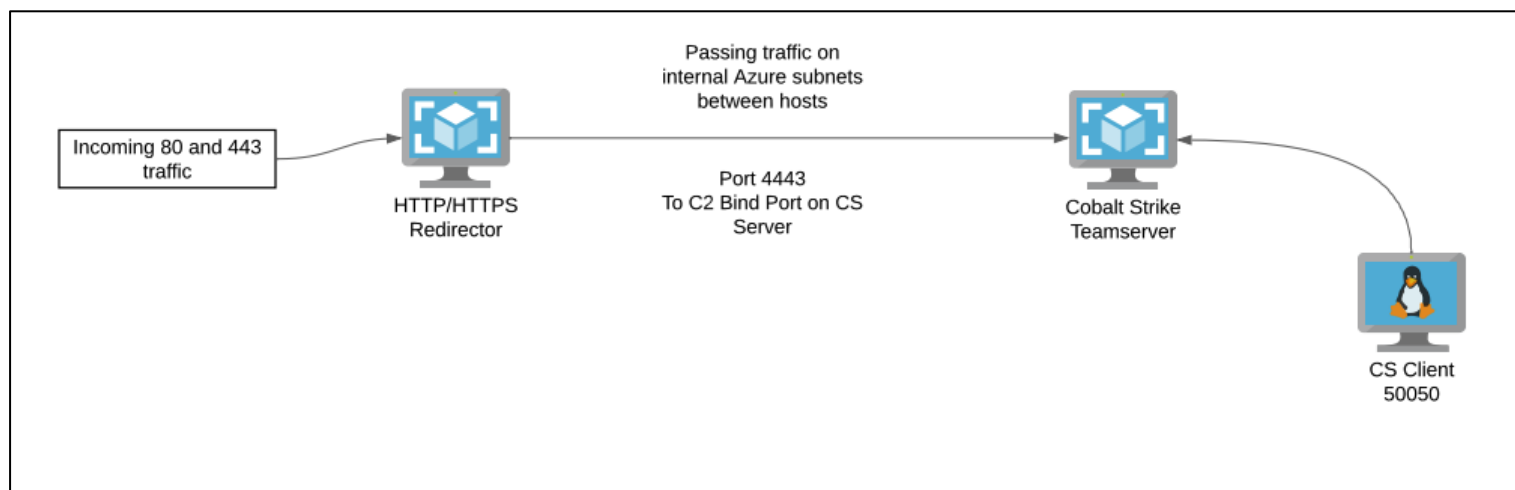 Passing traffic on
internal Azure subnets
between hosts
Incoming 80 and 443
traffic
HTTP/HTTPS
Redirector
Port 4443
To C2 Bind Port on CS
Server
Cobalt Strike
Teamserver
CS Client
50050